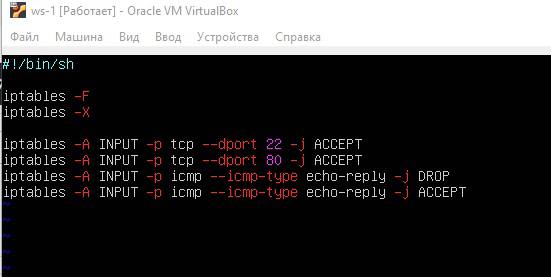 ws-1 [Работает] - Oracle VM VirtualBox
Файл Машина Вид Ввод Устройства Справка
#!/bin/sh
iptables -F
iptables -X
iptables -A INPUT -p tcp --dport 22 -j ACCEPT
iptables -A INPUT -p tcp --dport 80 -j ACCEPT
iptables -A INPUT -p icmp --icmp-type echo-reply -j DROP
iptables -A INPUT -p icmp --icmp-type echo-reply -j ACCEPT
~
~
~
~
~